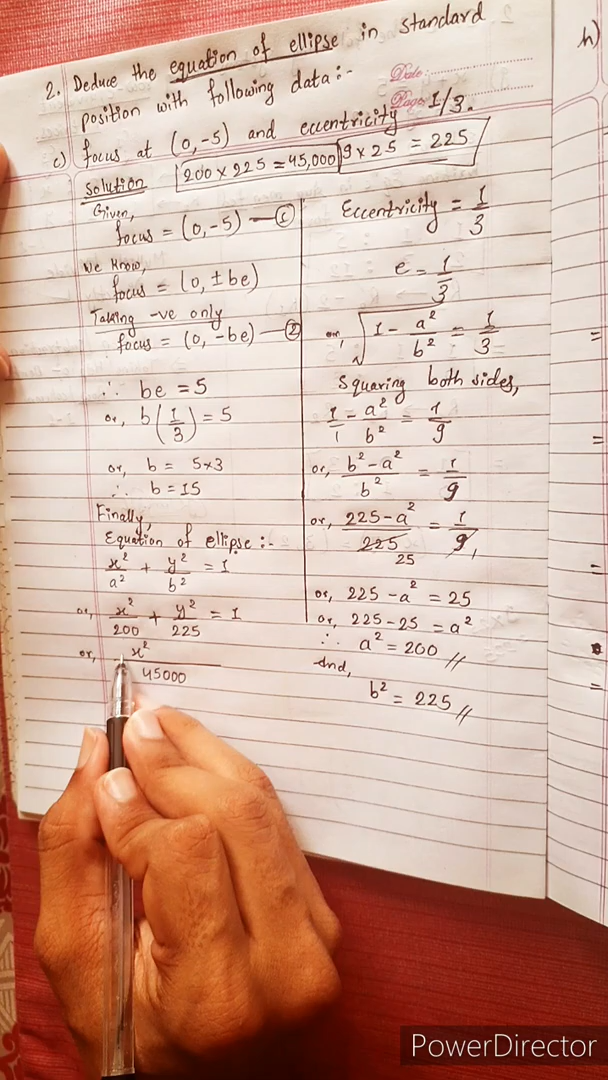 2. Deduce the equation of ellipse in standard
position with following data:-
Date:
Page:
c) focus at (0,-5) and eccentricity 1/3.
Solution
200 × 225 = 45,000
9 × 25 = 225
Given,
focus = (0,-5) — ①
We Know,
focus = (0, ± be)
Taking -ve only
focus = (0, -be) — ②
∴ be = 5
or, b(1/3) = 5
or, b = 5×3
∴ b = 15
Finally,
Equation of ellipse :-
x²/a² + y²/b² = 1
or, x²/200 + y²/225 = 1
or, x²/45000
Eccentricity = 1/3
e = 1/3
or, √(1 - a²/b²) = 1/3
Squaring both sides,
1/1 - a²/b² = 1/9
or, (b²-a²)/b² = 1/9
or, (225-a²)/225 = 1/9
25
or, 225 - a² = 25
or, 225 - 25 = a²
∴ a² = 200 //
And,
b² = 225 //
h)
=
=
=
=
PowerDirector